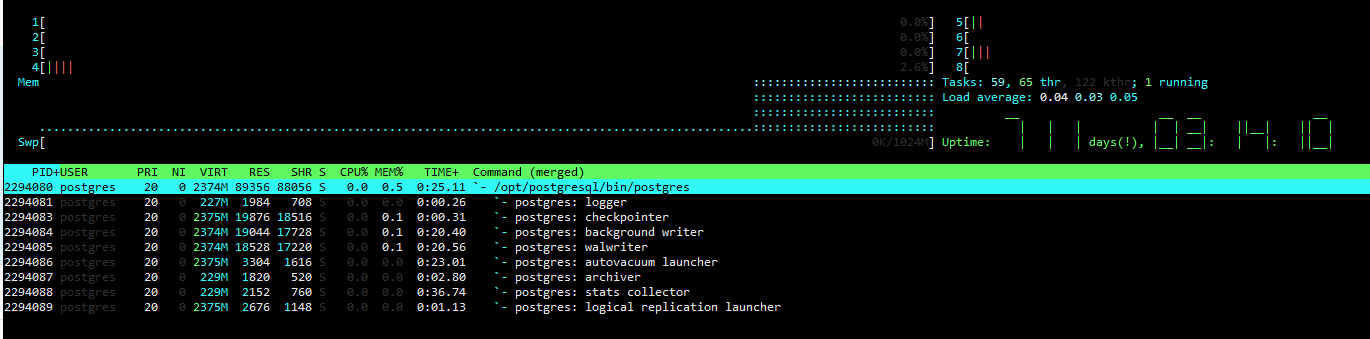 1[ 0.0%] 5[||
2[ 0.0%] 6[
3[ 0.0%] 7[|||
4[|||| 2.6%] 8[
Mem Tasks: 59, 65 thr, 122 kthr; 1 running
Load average: 0.04 0.03 0.05
Swp[ 0K/1024M] Uptime: 711 days(!), 03:14:10
PID+USER PRI NI VIRT RES SHR S CPU% MEM% TIME+ Command (merged)
2294080 postgres 20 0 2374M 89356 88056 S 0.0 0.5 0:25.11 `- /opt/postgresql/bin/postgres
2294081 postgres 20 0 227M 1984 708 S 0.0 0.0 0:00.26 `- postgres: logger
2294083 postgres 20 0 2375M 19876 18516 S 0.0 0.1 0:00.31 `- postgres: checkpointer
2294084 postgres 20 0 2374M 19044 17728 S 0.0 0.1 0:20.40 `- postgres: background writer
2294085 postgres 20 0 2374M 18528 17220 S 0.0 0.1 0:20.56 `- postgres: walwriter
2294086 postgres 20 0 2375M 3304 1616 S 0.0 0.0 0:23.01 `- postgres: autovacuum launcher
2294087 postgres 20 0 229M 1820 520 S 0.0 0.0 0:02.80 `- postgres: archiver
2294088 postgres 20 0 229M 2152 760 S 0.0 0.0 0:36.74 `- postgres: stats collector
2294089 postgres 20 0 2375M 2676 1148 S 0.0 0.0 0:01.13 `- postgres: logical replication launcher